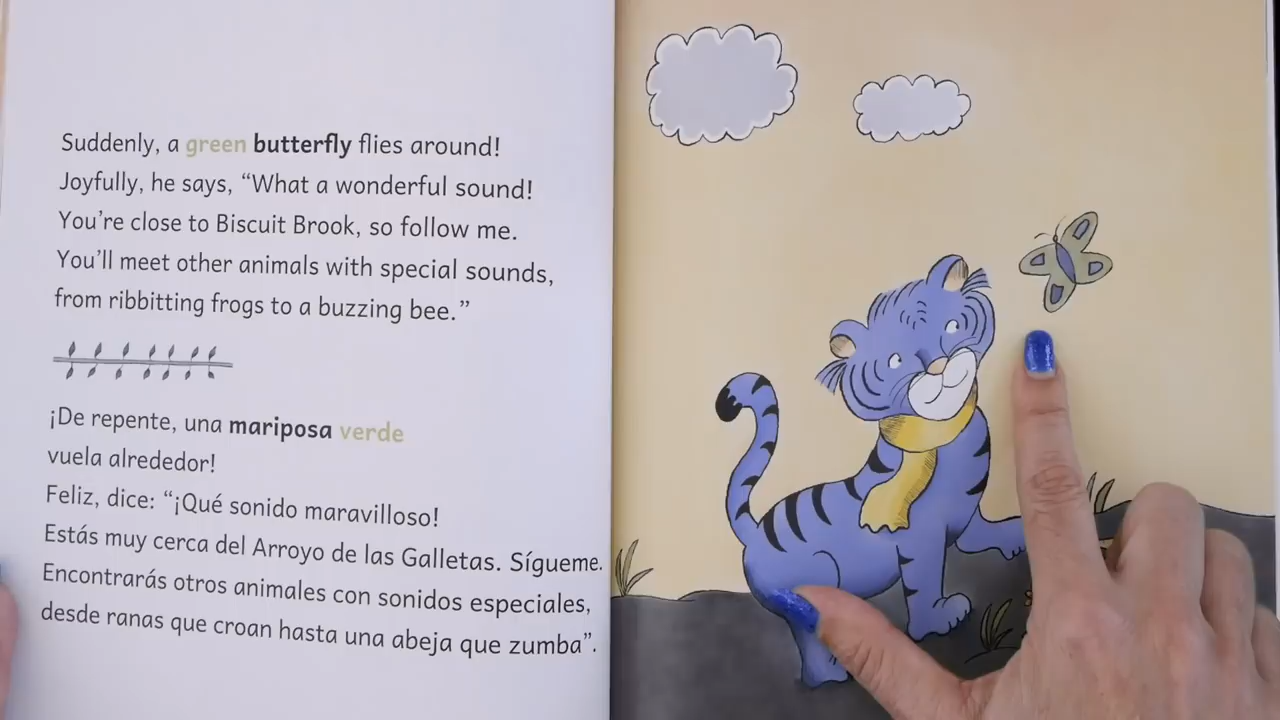 Suddenly, a green butterfly flies around!
Joyfully, he says, “What a wonderful sound!
You’re close to Biscuit Brook, so follow me.
You’ll meet other animals with special sounds,
from ribbitting frogs to a buzzing bee.”
¡De repente, una mariposa verde
vuela alrededor!
Feliz, dice: “¡Qué sonido maravilloso!
Estás muy cerca del Arroyo de las Galletas. Sígueme.
Encontrarás otros animales con sonidos especiales,
desde ranas que croan hasta una abeja que zumba”.